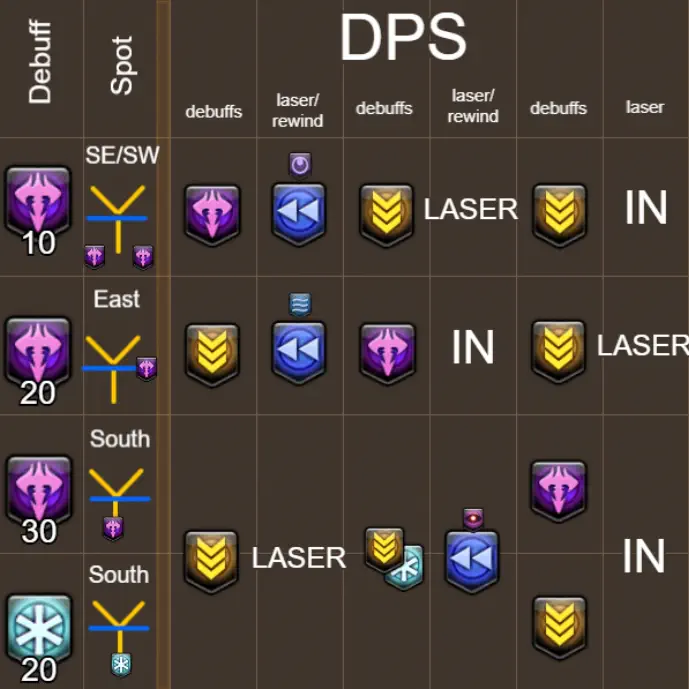 Debuff
Spot
DPS
debuffs
laser/
rewind
debuffs
laser/
rewind
debuffs
laser
10
SE/SW
LASER
IN
20
East
IN
LASER
30
South
LASER
IN
20
South